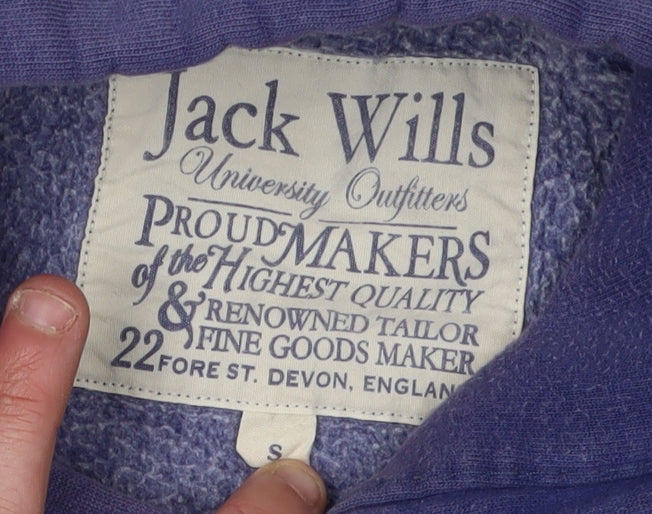 Jack Wills
University Outfitters
PROUD MAKERS
of the HIGHEST QUALITY
& RENOWNED TAILOR
FINE GOODS MAKER
22 FORE ST. DEVON, ENGLAN
S